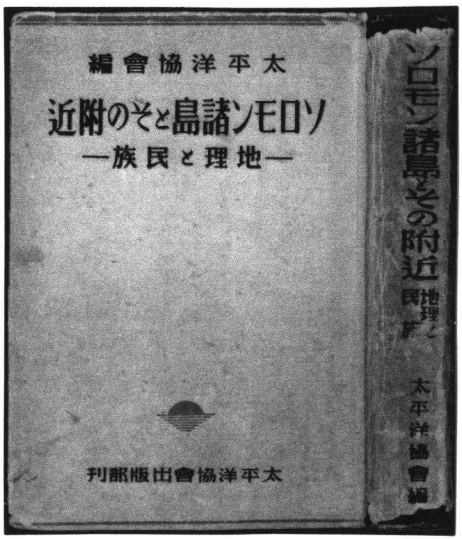 太平洋協會編
ソロモン諸島とその附近
—地理と民族—
太平洋協會出版部刊
ソロモン諸島とその附近
地理と
民族
太平洋協會編